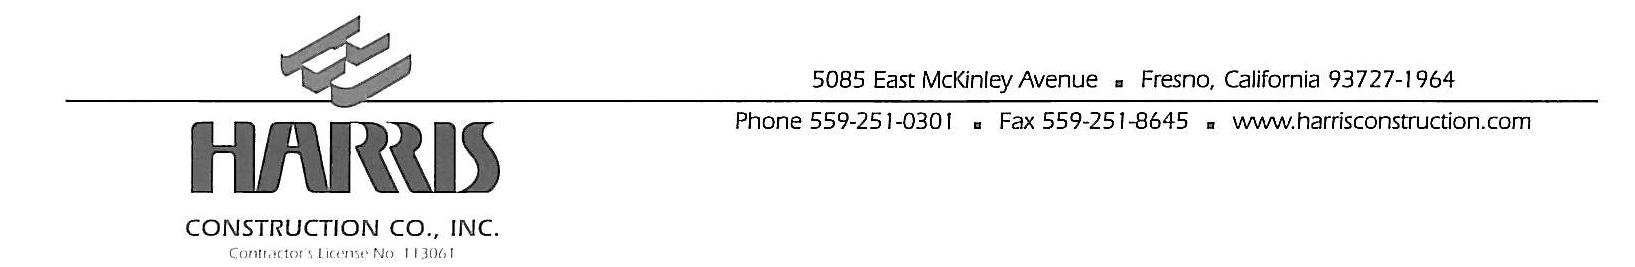 5085 East McKinley Avenue ▪ Fresno, California 93727-1964
Phone 559-251-0301 ▪ Fax 559-251-8645 ▪ www.harrisconstruction.com
HARRIS
CONSTRUCTION CO., INC.
Contractor's License No. 113061